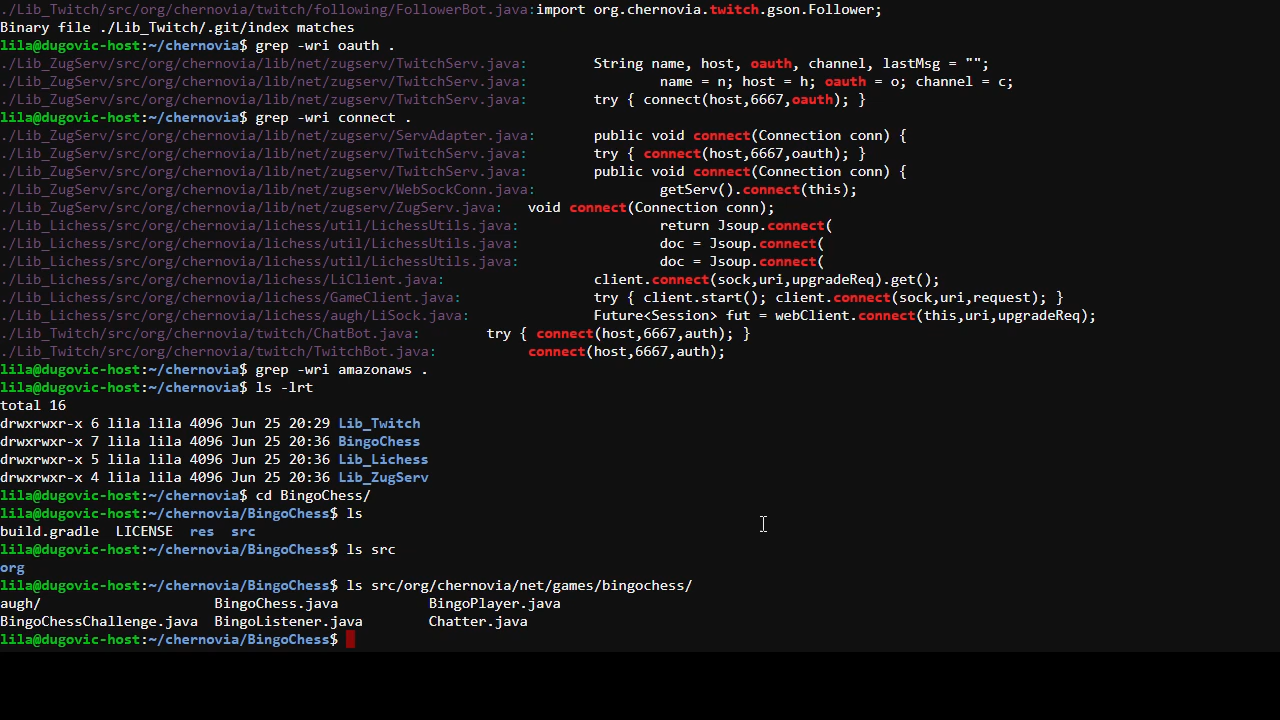 ./Lib_Twitch/src/org/chernovia/twitch/following/FollowerBot.java:import org.chernovia.twitch.gson.Follower;
Binary file ./Lib_Twitch/.git/index matches
lila@dugovic-host:~/chernovia$ grep -wri oauth .
./Lib_ZugServ/src/org/chernovia/lib/net/zugserv/TwitchServ.java:        String name, host, oauth, channel, lastMsg = "";
./Lib_ZugServ/src/org/chernovia/lib/net/zugserv/TwitchServ.java:                name = n; host = h; oauth = o; channel = c;
./Lib_ZugServ/src/org/chernovia/lib/net/zugserv/TwitchServ.java:        try { connect(host,6667,oauth); }
lila@dugovic-host:~/chernovia$ grep -wri connect .
./Lib_ZugServ/src/org/chernovia/lib/net/zugserv/ServAdapter.java:       public void connect(Connection conn) {
./Lib_ZugServ/src/org/chernovia/lib/net/zugserv/TwitchServ.java:        try { connect(host,6667,oauth); }
./Lib_ZugServ/src/org/chernovia/lib/net/zugserv/TwitchServ.java:        public void connect(Connection conn) {
./Lib_ZugServ/src/org/chernovia/lib/net/zugserv/WebSockConn.java:               getServ().connect(this);
./Lib_ZugServ/src/org/chernovia/lib/net/zugserv/ZugServ.java:   void connect(Connection conn);
./Lib_Lichess/src/org/chernovia/lichess/util/LichessUtils.java:                 return Jsoup.connect(
./Lib_Lichess/src/org/chernovia/lichess/util/LichessUtils.java:                 doc = Jsoup.connect(
./Lib_Lichess/src/org/chernovia/lichess/util/LichessUtils.java:                 doc = Jsoup.connect(
./Lib_Lichess/src/org/chernovia/lichess/LiClient.java:                  client.connect(sock,uri,upgradeReq).get();
./Lib_Lichess/src/org/chernovia/lichess/GameClient.java:                try { client.start(); client.connect(sock,uri,request); }
./Lib_Lichess/src/org/chernovia/lichess/augh/LiSock.java:               Future<Session> fut = webClient.connect(this,uri,upgradeReq);
./Lib_Twitch/src/org/chernovia/twitch/ChatBot.java:        try { connect(host,6667,auth); }
./Lib_Twitch/src/org/chernovia/twitch/TwitchBot.java:           connect(host,6667,auth);
lila@dugovic-host:~/chernovia$ grep -wri amazonaws .
lila@dugovic-host:~/chernovia$ ls -lrt
total 16
drwxrwxr-x 6 lila lila 4096 Jun 25 20:29 Lib_Twitch
drwxrwxr-x 7 lila lila 4096 Jun 25 20:36 BingoChess
drwxrwxr-x 5 lila lila 4096 Jun 25 20:36 Lib_Lichess
drwxrwxr-x 4 lila lila 4096 Jun 25 20:36 Lib_ZugServ
lila@dugovic-host:~/chernovia$ cd BingoChess/
lila@dugovic-host:~/chernovia/BingoChess$ ls
build.gradle  LICENSE  res  src
lila@dugovic-host:~/chernovia/BingoChess$ ls src
org
lila@dugovic-host:~/chernovia/BingoChess$ ls src/org/chernovia/net/games/bingochess/
augh/                     BingoChess.java           BingoPlayer.java
BingoChessChallenge.java  BingoListener.java        Chatter.java
lila@dugovic-host:~/chernovia/BingoChess$